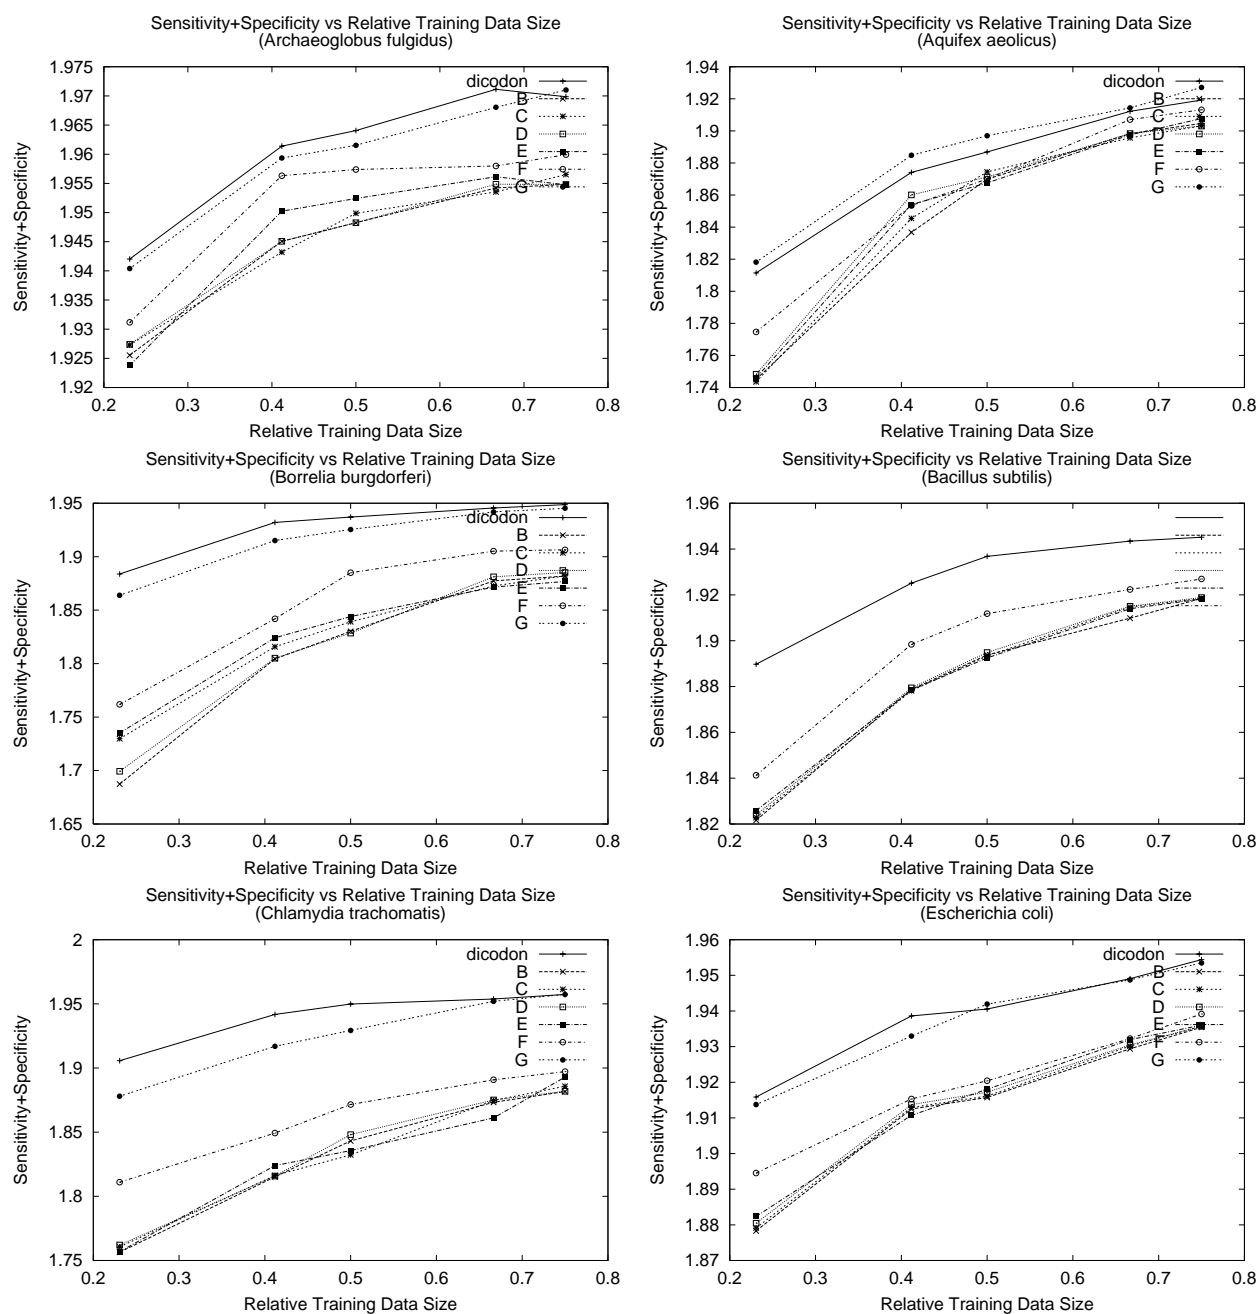 Sensitivity+Specificity vs Relative Training Data Size
(Archaeoglobus fulgidus)
1.975
1.97
1.965
1.96
1.955
1.95
1.945
1.94
1.935
1.93
1.925
1.92
0.2 0.3 0.4 0.5 0.6 0.7 0.8
Sensitivity+Specificity
Relative Training Data Size
dicodon
B
C
D
E
F
G
Sensitivity+Specificity vs Relative Training Data Size
(Aquifex aeolicus)
1.94
1.92
1.9
1.88
1.86
1.84
1.82
1.8
1.78
1.76
1.74
0.2 0.3 0.4 0.5 0.6 0.7 0.8
Sensitivity+Specificity
Relative Training Data Size
dicodon
B
C
D
E
F
G
Sensitivity+Specificity vs Relative Training Data Size
(Borrelia burgdorferi)
1.95
1.9
1.85
1.8
1.75
1.7
1.65
0.2 0.3 0.4 0.5 0.6 0.7 0.8
Sensitivity+Specificity
Relative Training Data Size
dicodon
B
C
D
E
F
G
Sensitivity+Specificity vs Relative Training Data Size
(Bacillus subtilis)
1.96
1.94
1.92
1.9
1.88
1.86
1.84
1.82
0.2 0.3 0.4 0.5 0.6 0.7 0.8
Sensitivity+Specificity
Relative Training Data Size
Sensitivity+Specificity vs Relative Training Data Size
(Chlamydia trachomatis)
2
1.95
1.9
1.85
1.8
1.75
0.2 0.3 0.4 0.5 0.6 0.7 0.8
Sensitivity+Specificity
Relative Training Data Size
dicodon
B
C
D
E
F
G
Sensitivity+Specificity vs Relative Training Data Size
(Escherichia coli)
1.96
1.95
1.94
1.93
1.92
1.91
1.9
1.89
1.88
1.87
0.2 0.3 0.4 0.5 0.6 0.7 0.8
Sensitivity+Specificity
Relative Training Data Size
dicodon
B
C
D
E
F
G